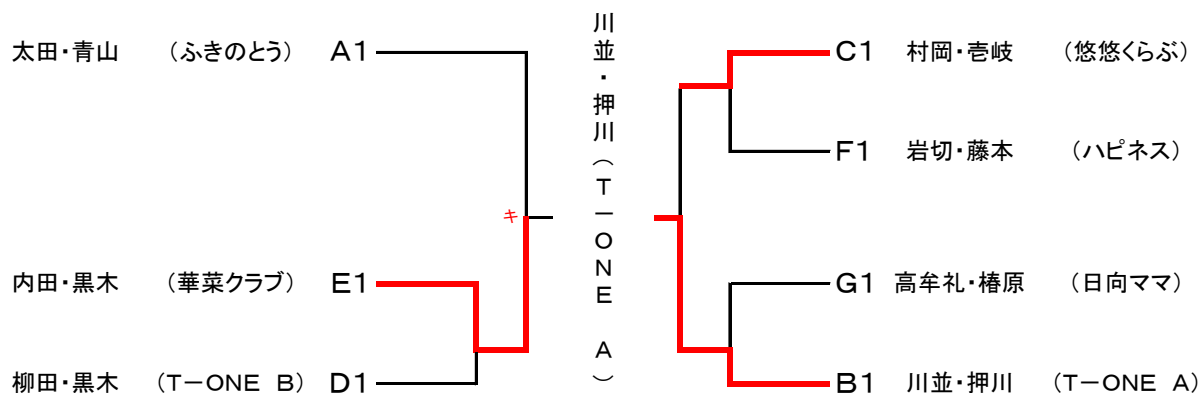 太田・青山 (ふきのとう) A1
キ
内田・黒木 (華菜クラブ) E1
柳田・黒木 (T-ONE B) D1
川並・押川(T-ONE A)
C1 村岡・壱岐 (悠悠くらぶ)
F1 岩切・藤本 (ハピネス)
G1 高牟礼・椿原 (日向ママ)
B1 川並・押川 (T-ONE A)